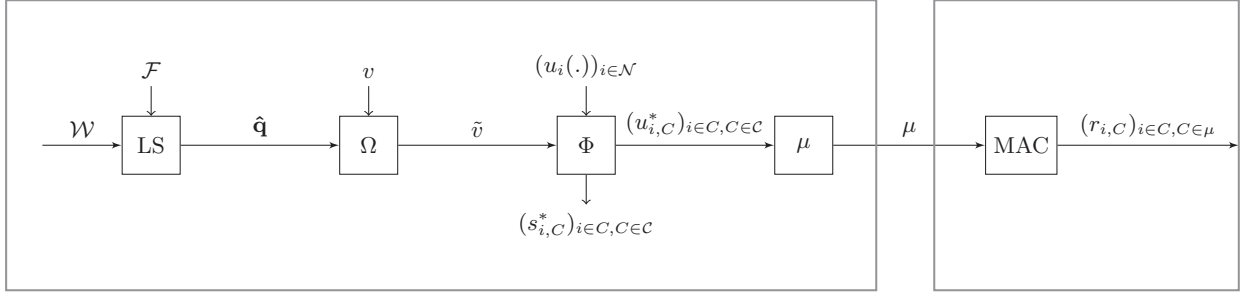 𝓕
v
(u_i(.))_{i∈𝒩}
𝒲
LS
q̂
Ω
ṽ
Φ
(u*_{i,C})_{i∈C,C∈𝒞}
μ
μ
MAC
(r_{i,C})_{i∈C,C∈μ}
(s*_{i,C})_{i∈C,C∈𝒞}